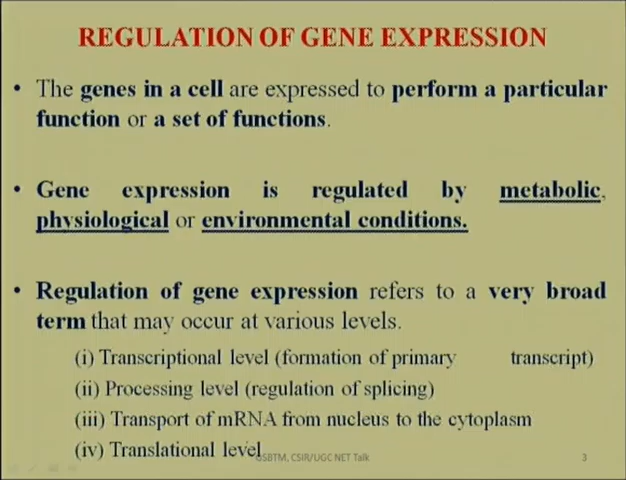 REGULATION OF GENE EXPRESSION
• The genes in a cell are expressed to perform a particular
function or a set of functions.
• Gene expression is regulated by metabolic,
physiological or environmental conditions.
• Regulation of gene expression refers to a very broad
term that may occur at various levels.
(i) Transcriptional level (formation of primary transcript)
(ii) Processing level (regulation of splicing)
(iii) Transport of mRNA from nucleus to the cytoplasm
(iv) Translational level
SBTM, CSIR/UGC NET Talk
3